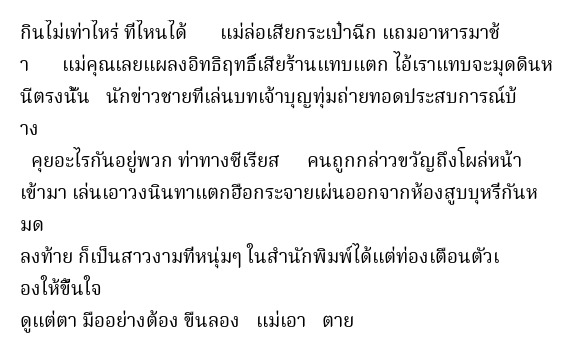 กินไม่เท่าไหร่ ที่ไหนได้ แม่ล่อเสียกระเป๋าฉีก แถมอาหารมาช้
า แม่คุณเลยแผลงอิทธิฤทธิ์เสียร้านแทบแตก ไอ้เราแทบจะมุดดินห
นีตรงนั้น นักข่าวชายที่เล่นบทเจ้าบุญทุ่มถ่ายทอดประสบการณ์บ้
าง
คุยอะไรกันอยู่พวก ท่าทางซีเรียส คนถูกกล่าวขวัญถึงโผล่หน้า
เข้ามา เล่นเอาวงนินทาแตกฮือกระจายเผ่นออกจากห้องสูบบุหรี่กันห
มด
ลงท้าย ก็เป็นสาวงามที่หนุ่มๆ ในสำนักพิมพ์ได้แต่ท่องเตือนตัวเ
องให้ขึ้นใจ
ดูแต่ตา มืออย่าต้อง ขืนลอง แม่เอา ตาย